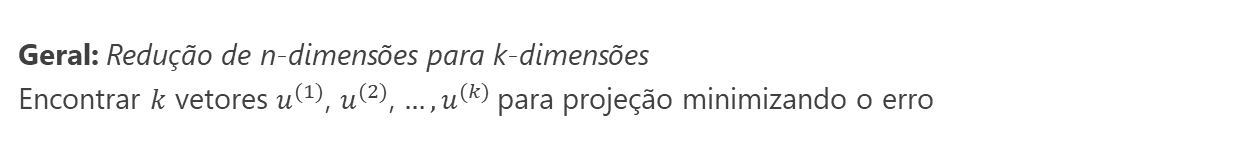 Geral: Redução de n-dimensões para k-dimensões
Encontrar k vetores u⁽¹⁾, u⁽²⁾, …, u⁽ᵏ⁾ para projeção minimizando o erro